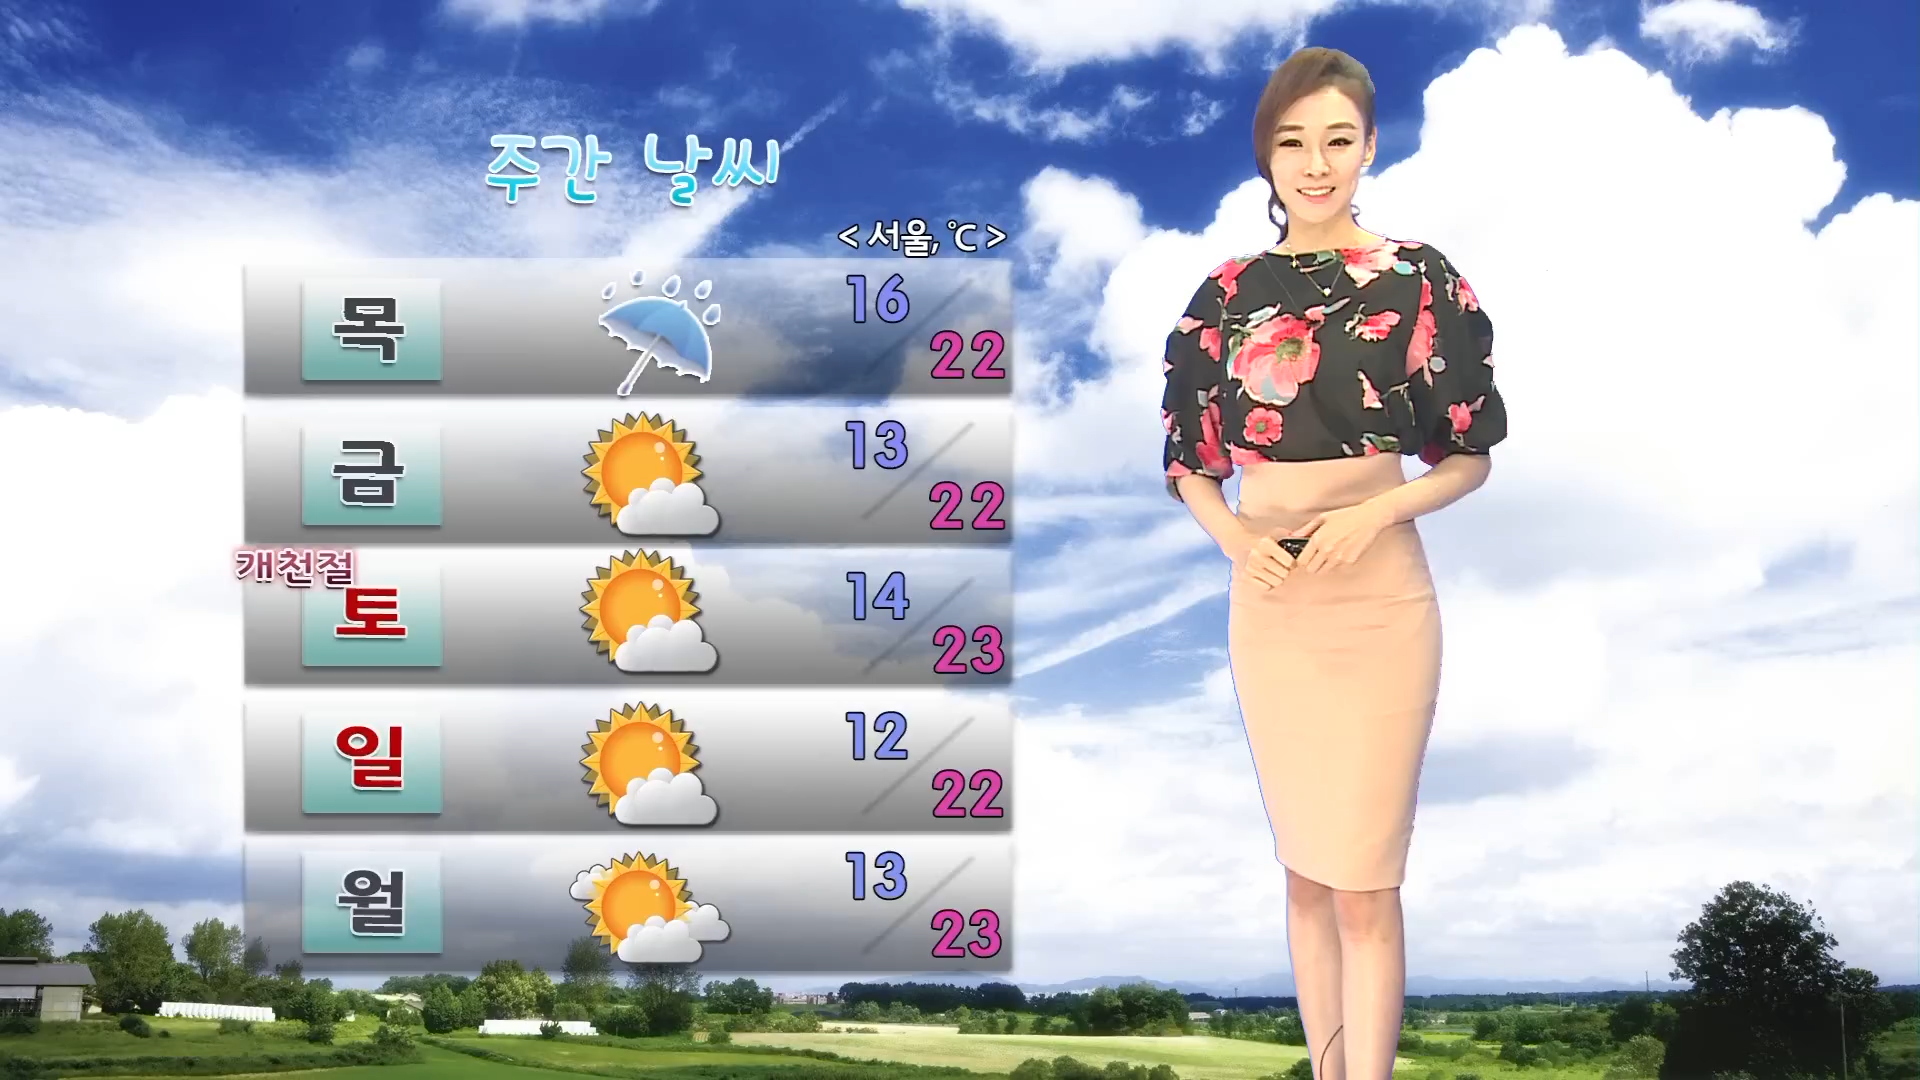 주간 날씨
< 서울, ℃ >
목 16 22
금 13 22
개천절
토 14 23
일 12 22
월 13 23